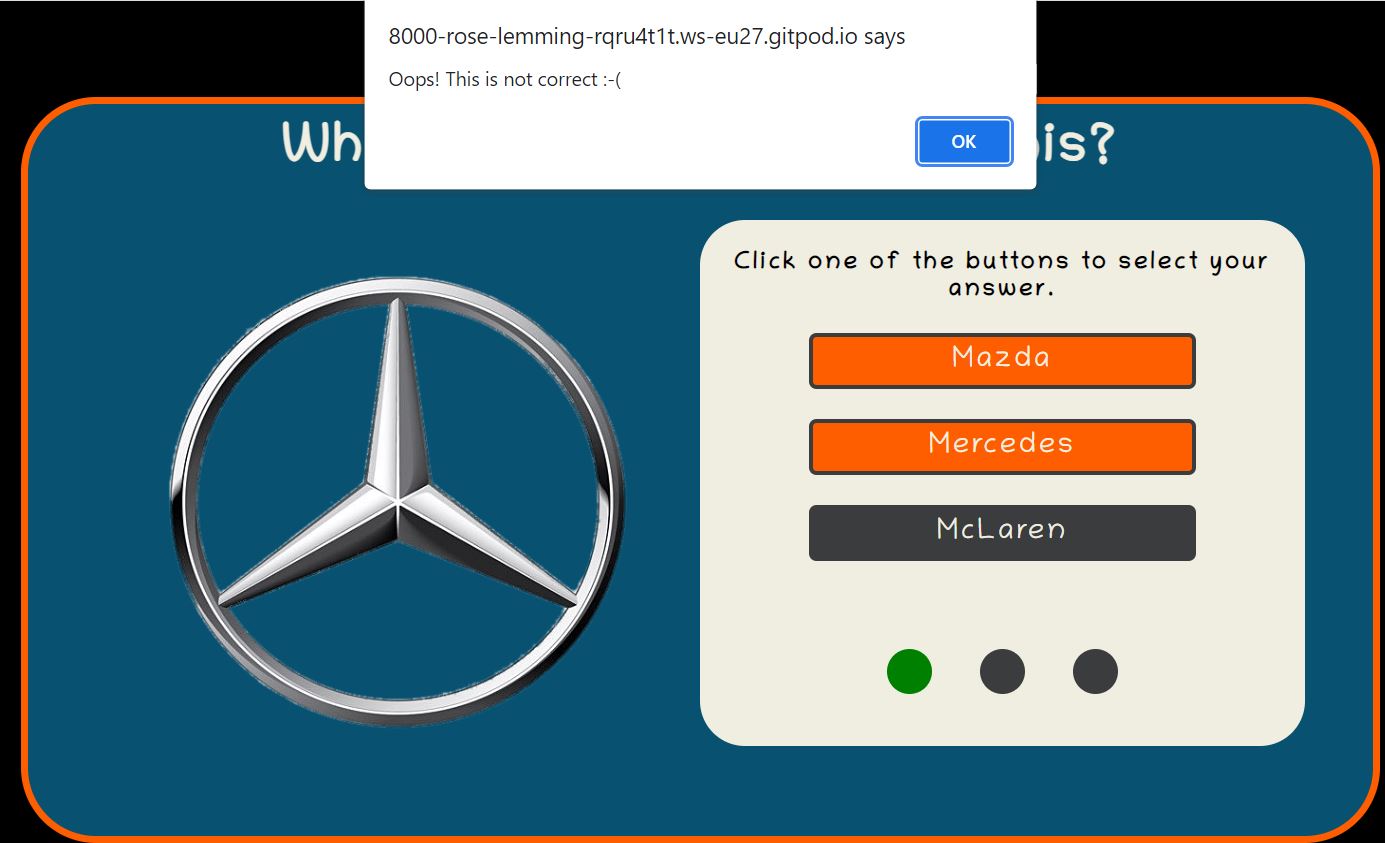 8000-rose-lemming-rqru4t1t.ws-eu27.gitpod.io says
Oops! This is not correct :-(
OK
Wh is?
Click one of the buttons to select your
answer.
Mazda
Mercedes
McLaren